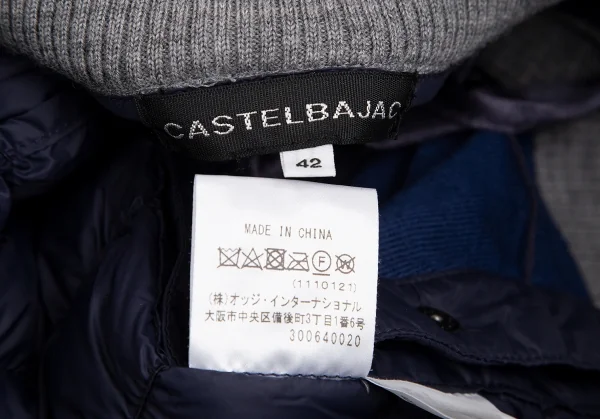 CASTELBAJAC
42
MADE IN CHINA
(1110121)
(株)オッジ・インターナショナル
大阪市中央区備後町3丁目1番6号
300640020